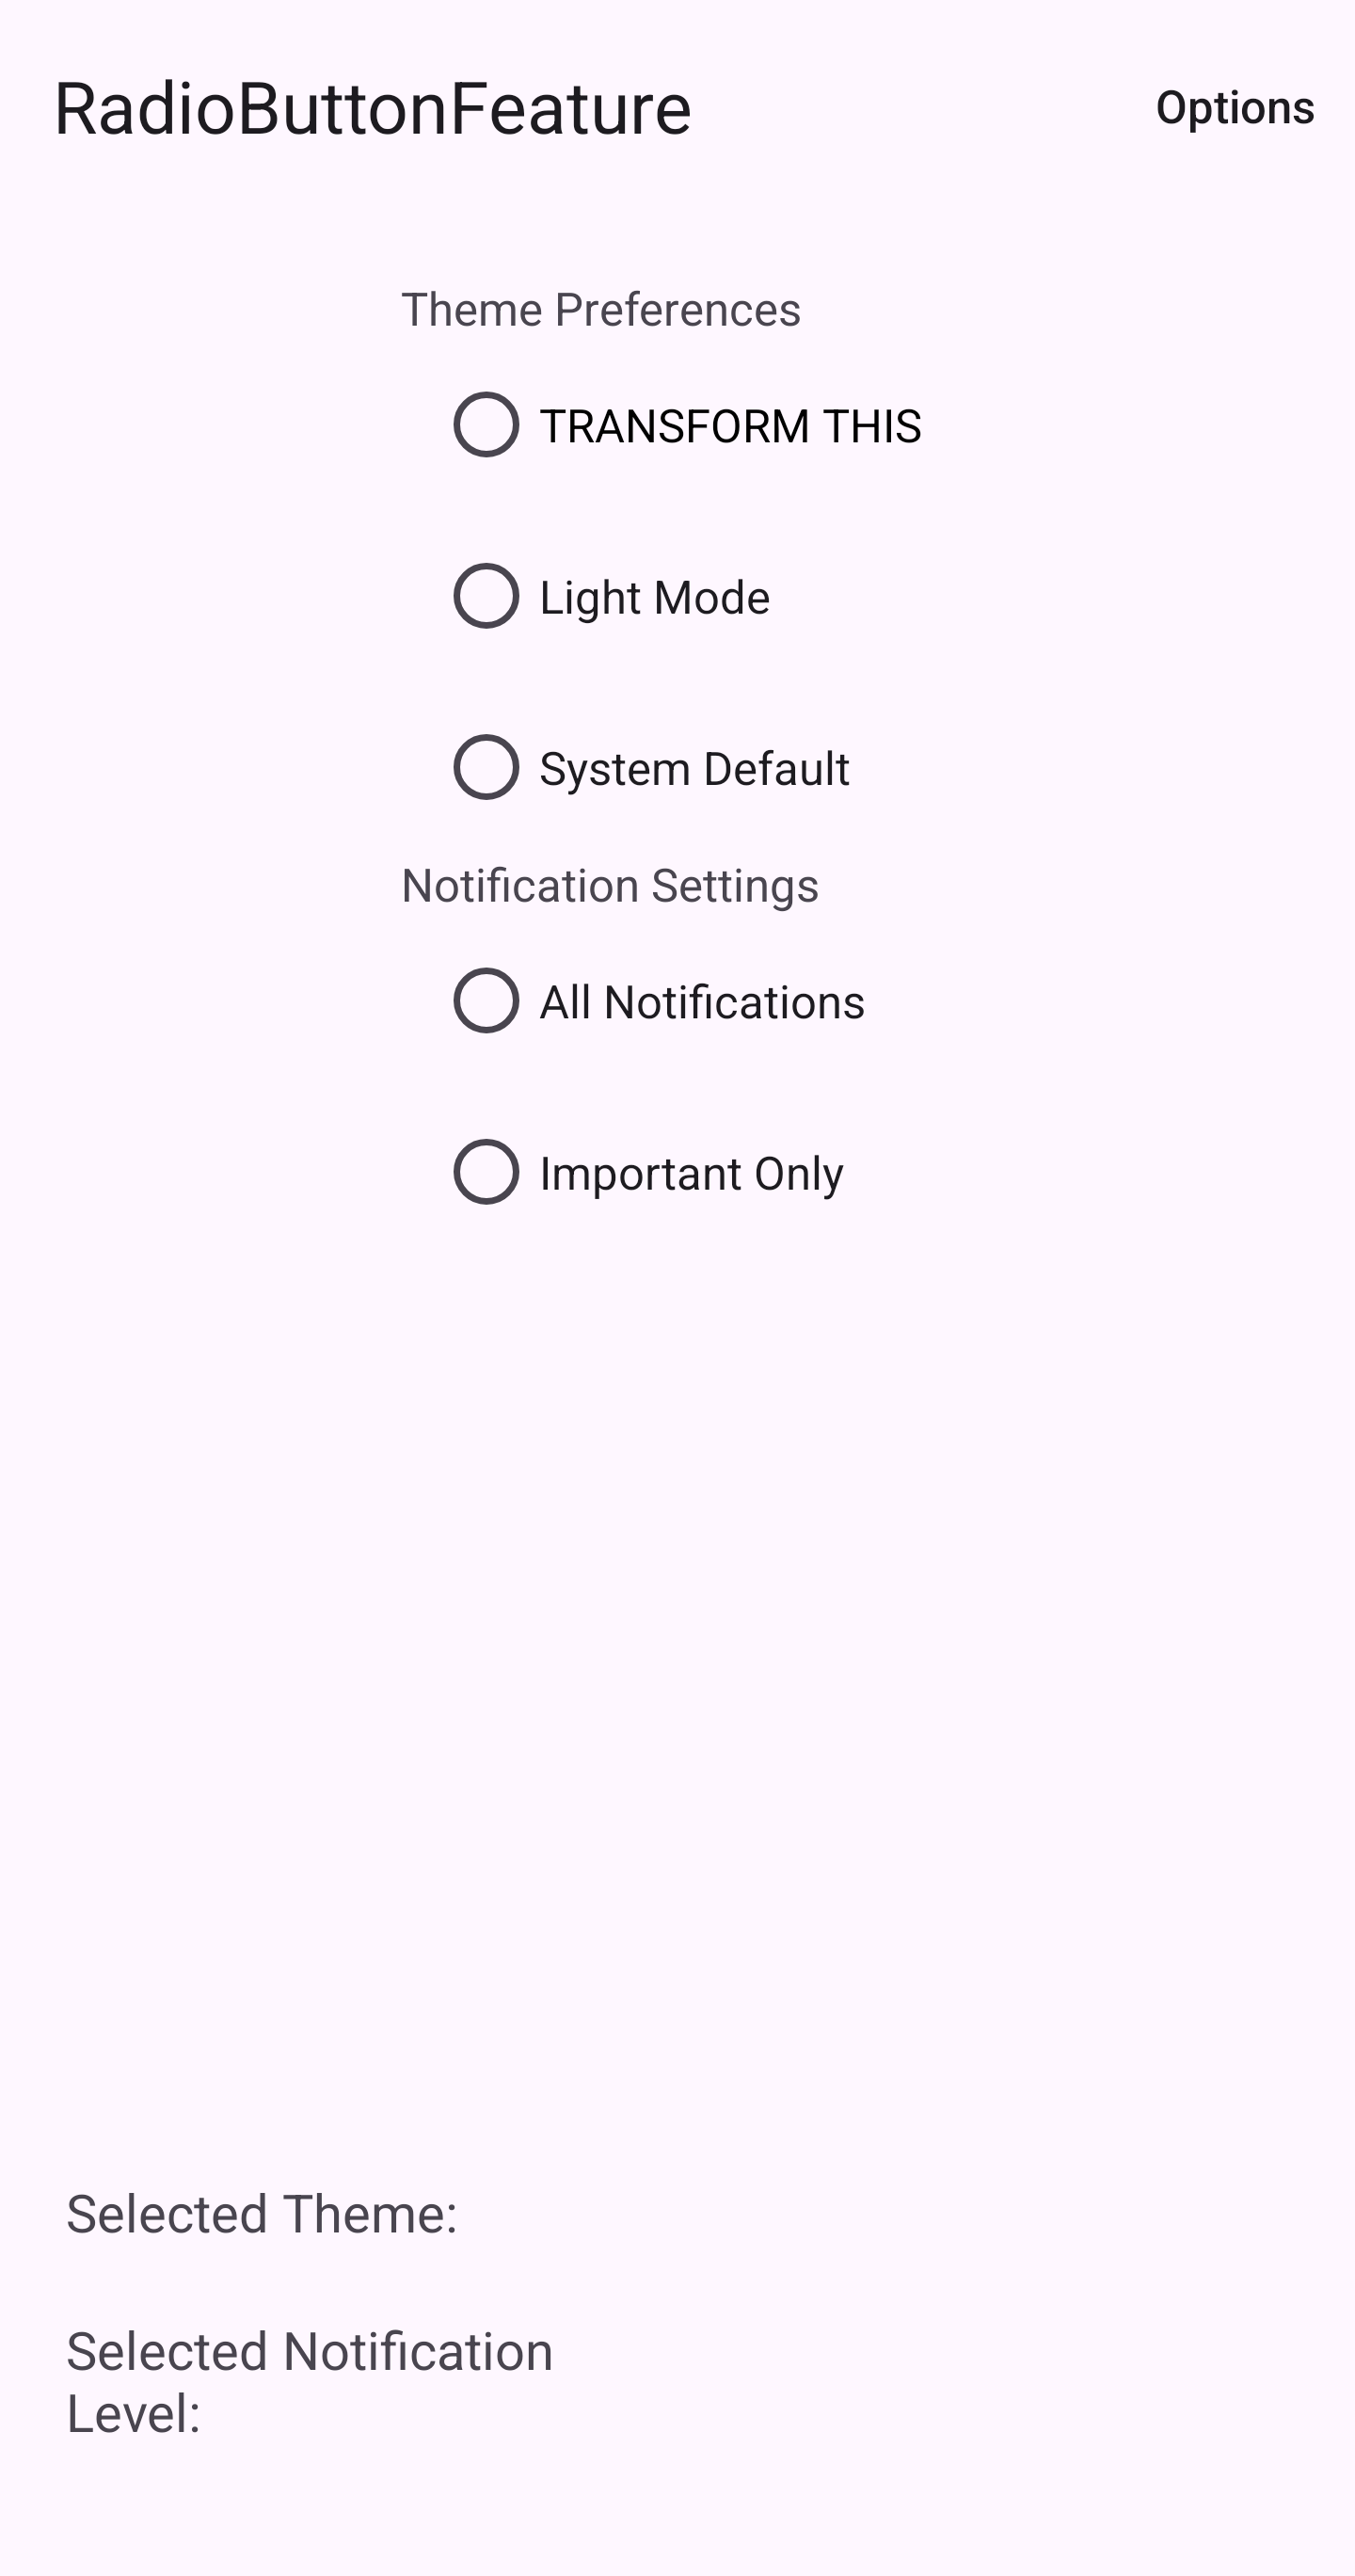 RadioButtonFeature
Options
Theme Preferences
TRANSFORM THIS
Light Mode
System Default
Notification Settings
All Notifications
Important Only
Selected Theme:
Selected Notification
Level: